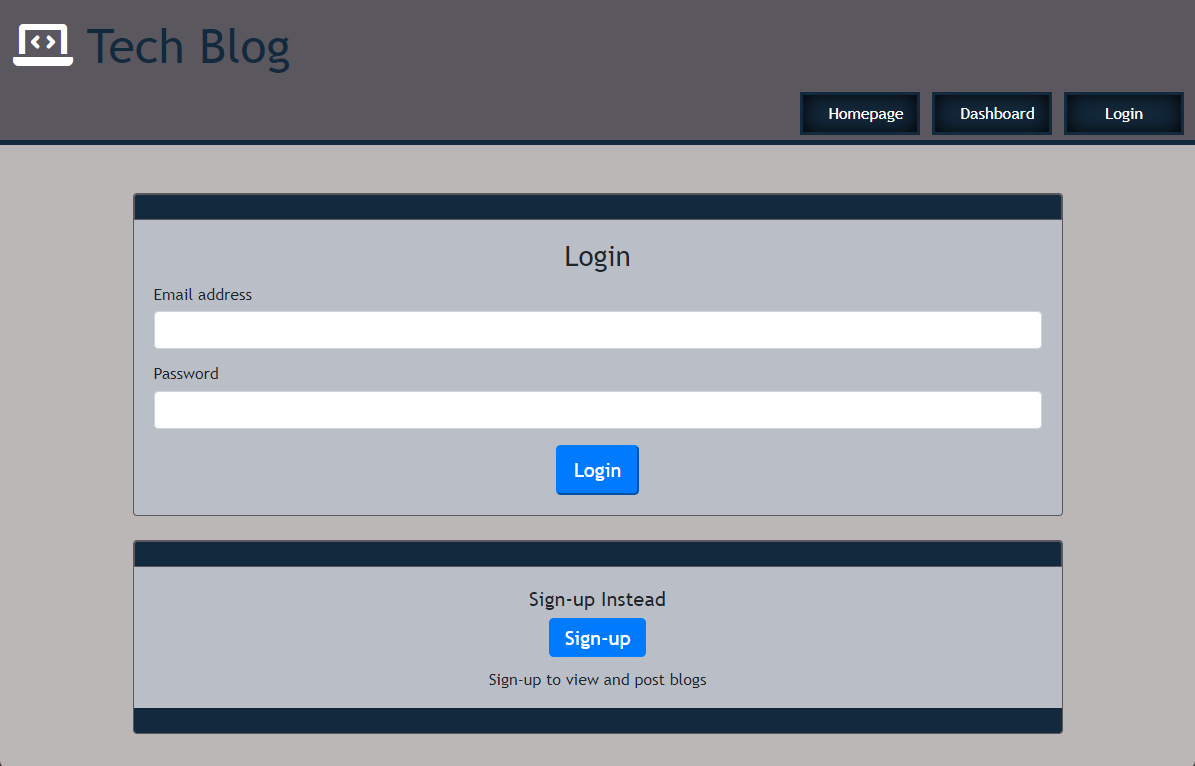 Tech Blog
Homepage Dashboard Login
Login
Email address
Password
Login
Sign-up Instead
Sign-up
Sign-up to view and post blogs